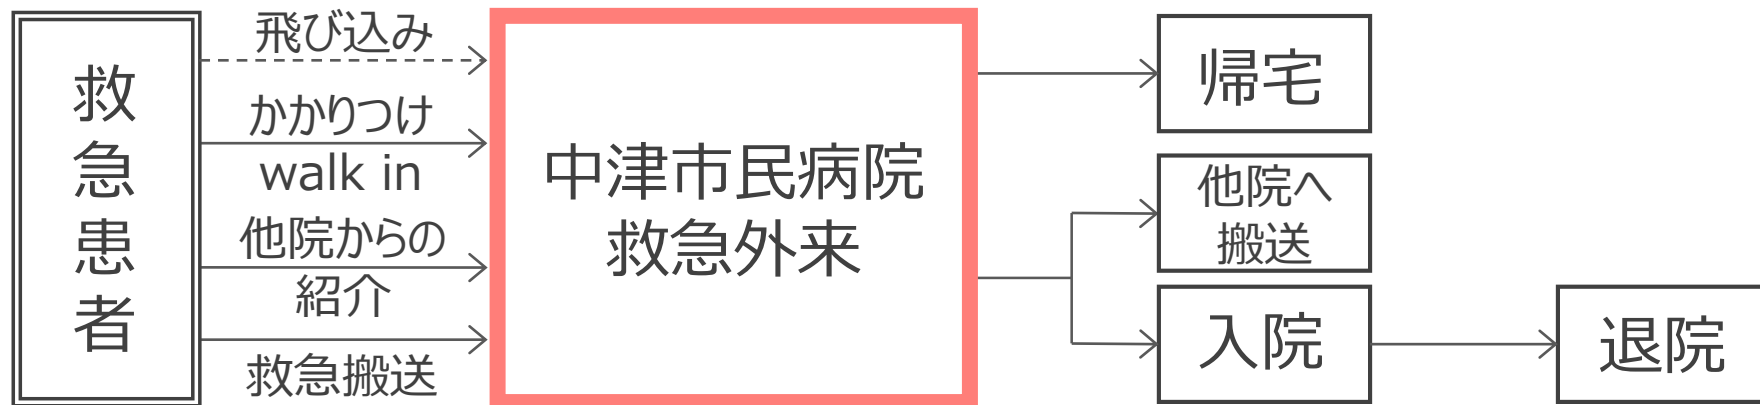 救急患者
飛び込み
かかりつけ
walk in
他院からの
紹介
救急搬送
中津市民病院
救急外来
帰宅
他院へ
搬送
入院
退院